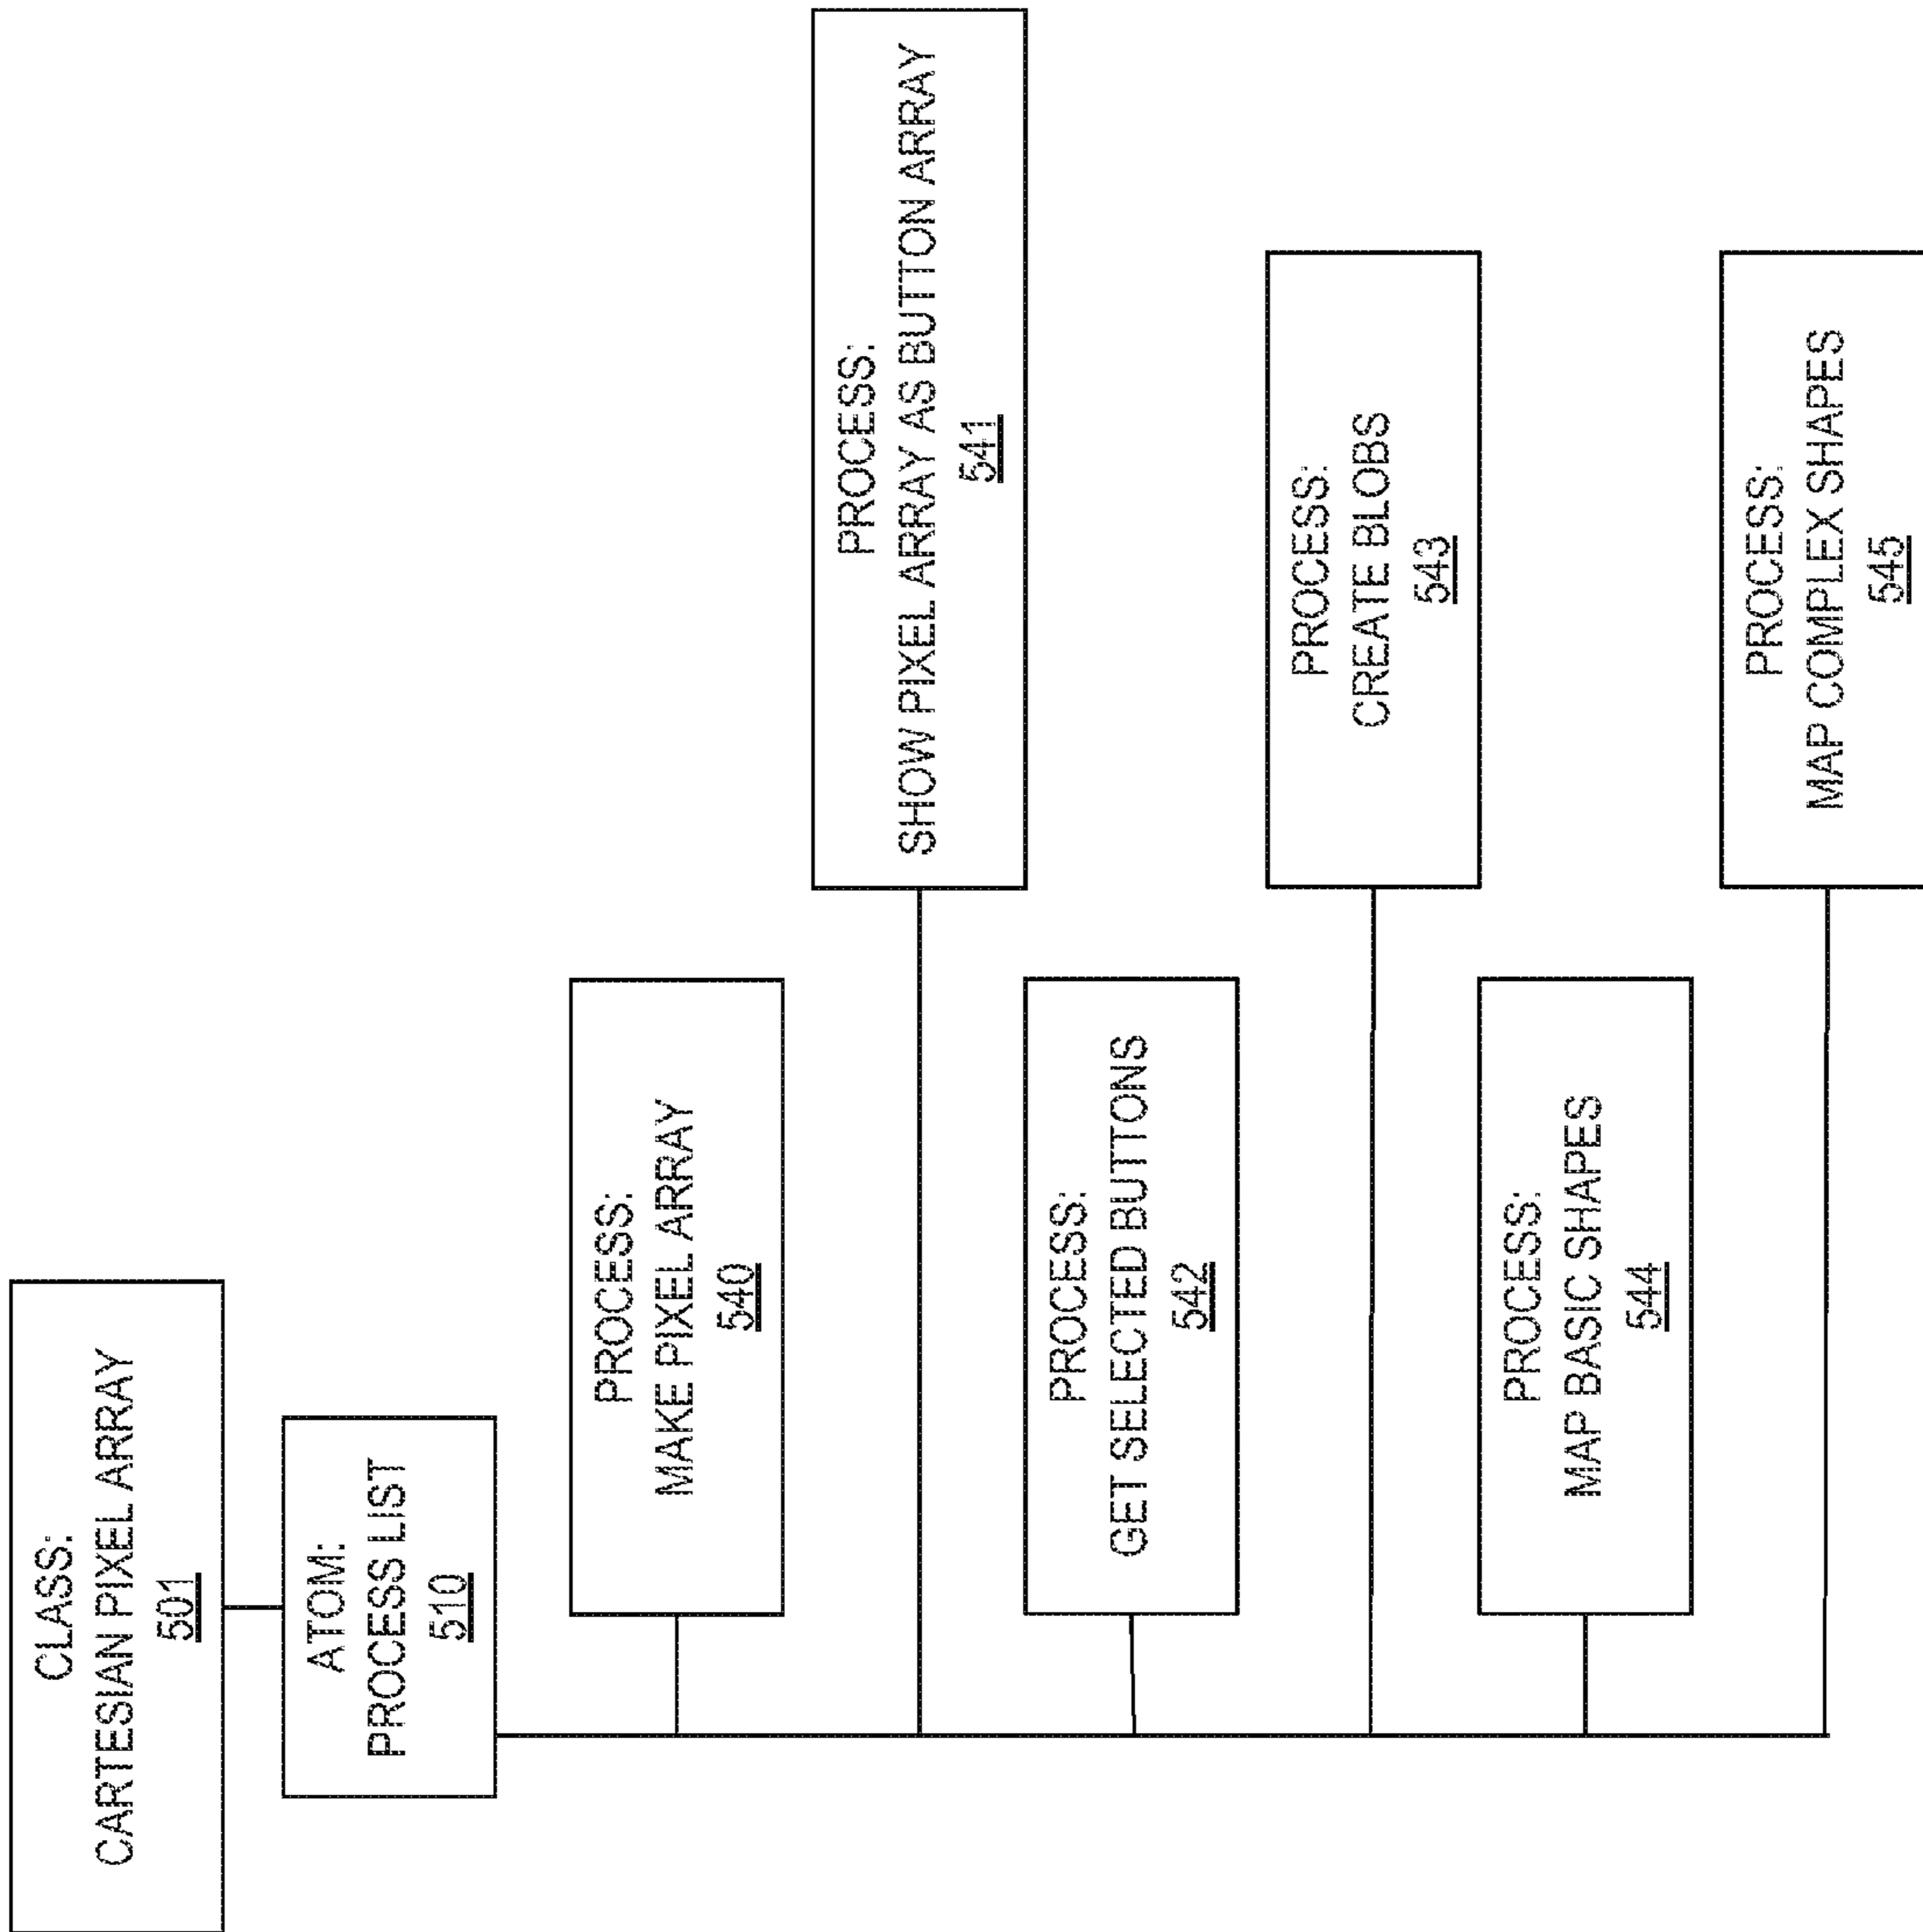 CLASS:
CARTESIAN PIXEL ARRAY
501
ATOM:
PROCESS LIST
510
PROCESS:
MAKE PIXEL ARRAY
540
PROCESS:
SHOW PIXEL ARRAY AS BUTTON ARRAY
541
PROCESS:
GET SELECTED BUTTONS
542
PROCESS:
CREATE BLOBS
543
PROCESS:
MAP BASIC SHAPES
544
PROCESS:
MAP COMPLEX SHAPES
545